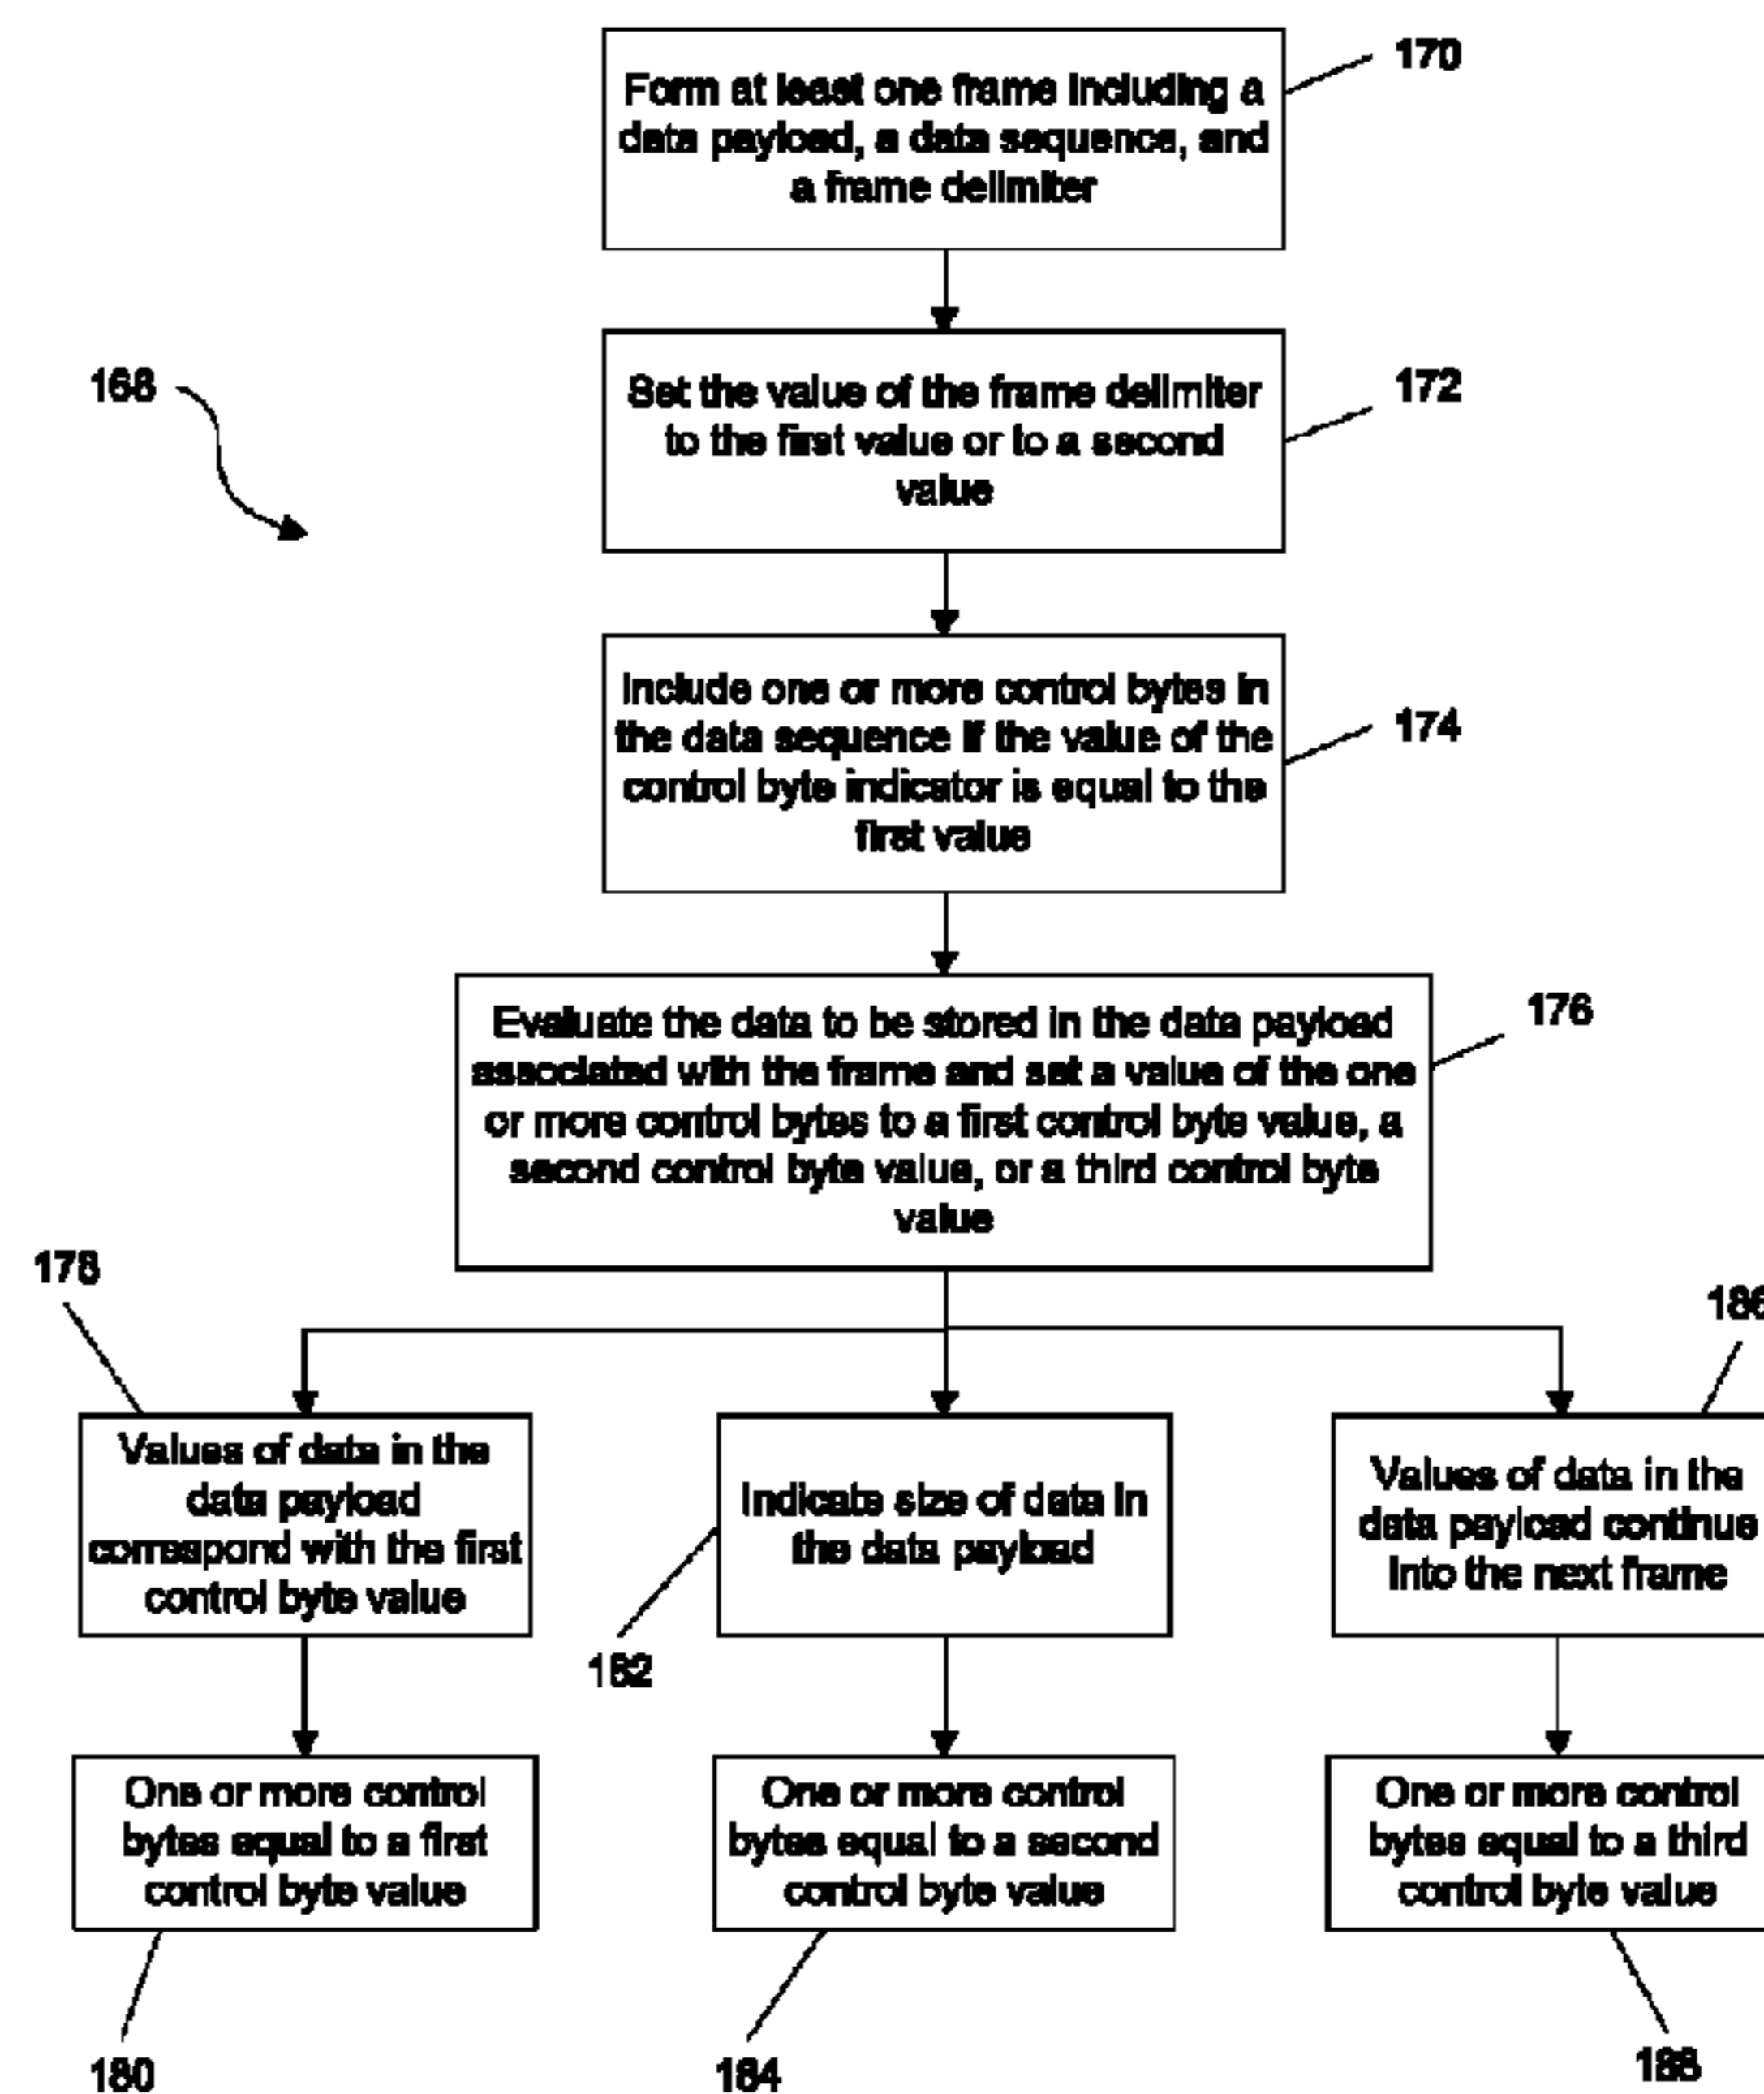 170
Form at least one frame including a
data payload, a data sequence, and
a frame delimiter
168
172
Set the value of the frame delimiter
to the first value or to a second
value
174
Include one or more control bytes in
the data sequence if the value of the
control byte indicator is equal to the
first value
176
Evaluate the data to be stored in the data payload
associated with the frame and set a value of the one
or more control bytes to a first control byte value, a
second control byte value, or a third control byte
value
178
186
Values of data in the
data payload
correspond with the first
control byte value
Indicate size of data in
the data payload
Values of data in the
data payload continue
into the next frame
182
One or more control
bytes equal to a first
control byte value
One or more control
bytes equal to a second
control byte value
One or more control
bytes equal to a third
control byte value
180
184
188